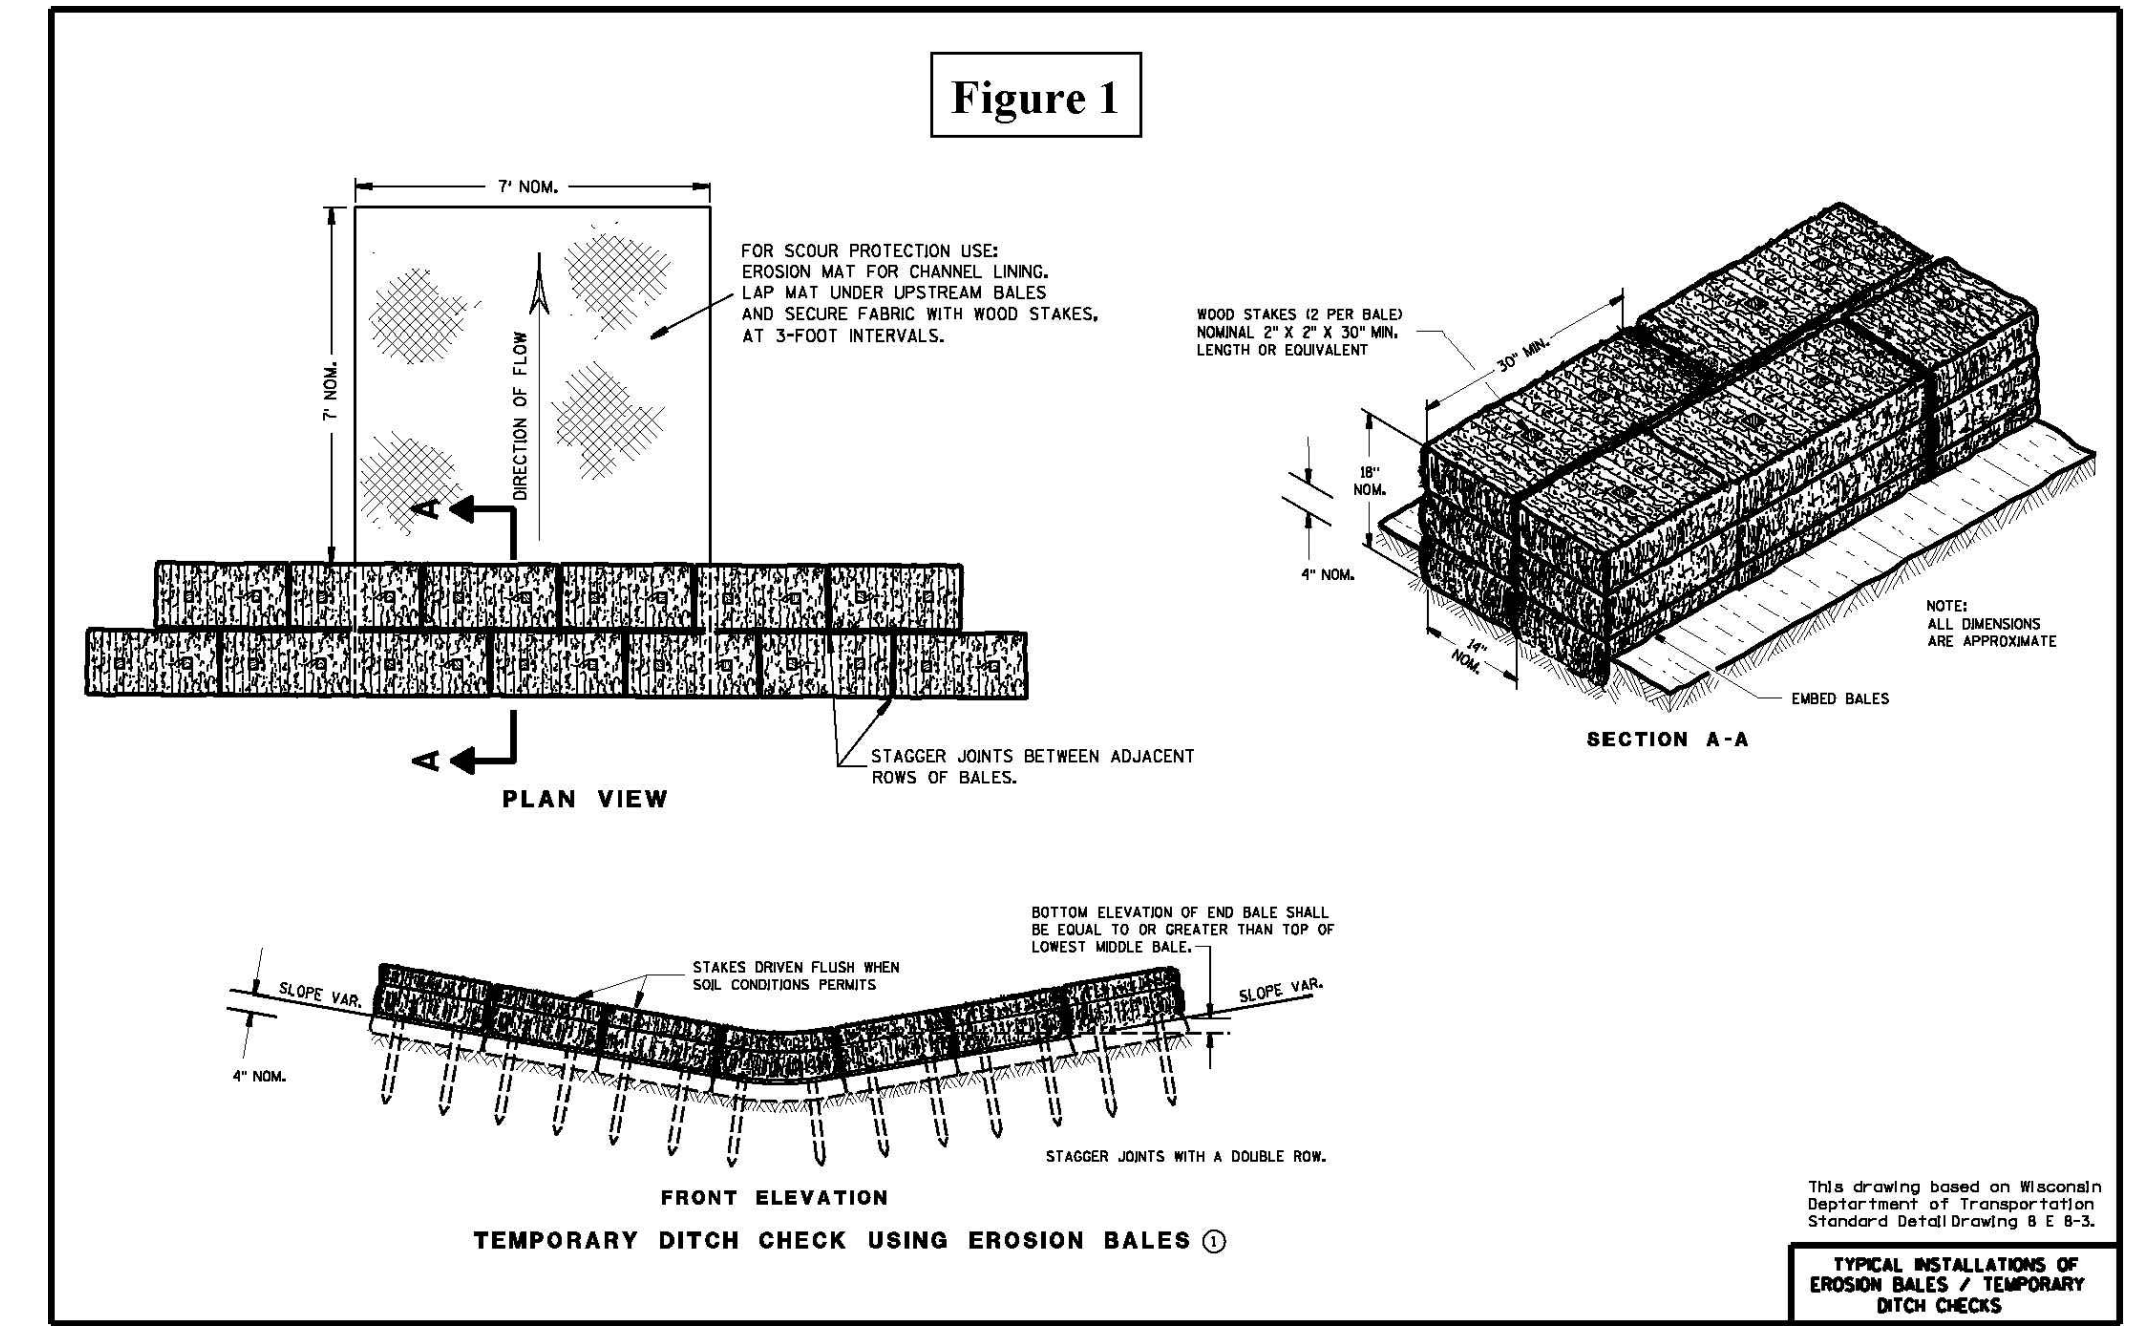 Figure 1
7' NOM.
7' NOM.
DIRECTION OF FLOW
FOR SCOUR PROTECTION USE:
EROSION MAT FOR CHANNEL LINING.
LAP MAT UNDER UPSTREAM BALES
AND SECURE FABRIC WITH WOOD STAKES,
AT 3-FOOT INTERVALS.
A
A
STAGGER JOINTS BETWEEN ADJACENT
ROWS OF BALES.
PLAN VIEW
WOOD STAKES (2 PER BALE)
NOMINAL 2" X 2" X 30" MIN.
LENGTH OR EQUIVALENT
30" MIN.
18"
NOM.
4" NOM.
14"
NOM.
NOTE:
ALL DIMENSIONS
ARE APPROXIMATE
EMBED BALES
SECTION A-A
BOTTOM ELEVATION OF END BALE SHALL
BE EQUAL TO OR GREATER THAN TOP OF
LOWEST MIDDLE BALE.
STAKES DRIVEN FLUSH WHEN
SOIL CONDITIONS PERMITS
SLOPE VAR.
SLOPE VAR.
4" NOM.
STAGGER JOINTS WITH A DOUBLE ROW.
FRONT ELEVATION
TEMPORARY DITCH CHECK USING EROSION BALES ①
This drawing based on Wisconsin
Deptartment of Transportation
Standard Detail Drawing 8 E 8-3.
TYPICAL INSTALLATIONS OF
EROSION BALES / TEMPORARY
DITCH CHECKS